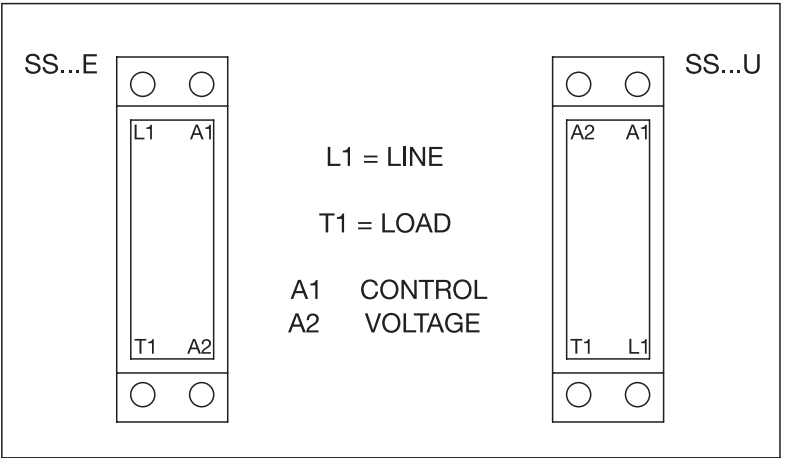 SS...E
SS...U
L1 A1
A2 A1
L1 = LINE
T1 = LOAD
A1 CONTROL
A2 VOLTAGE
T1 A2
T1 L1